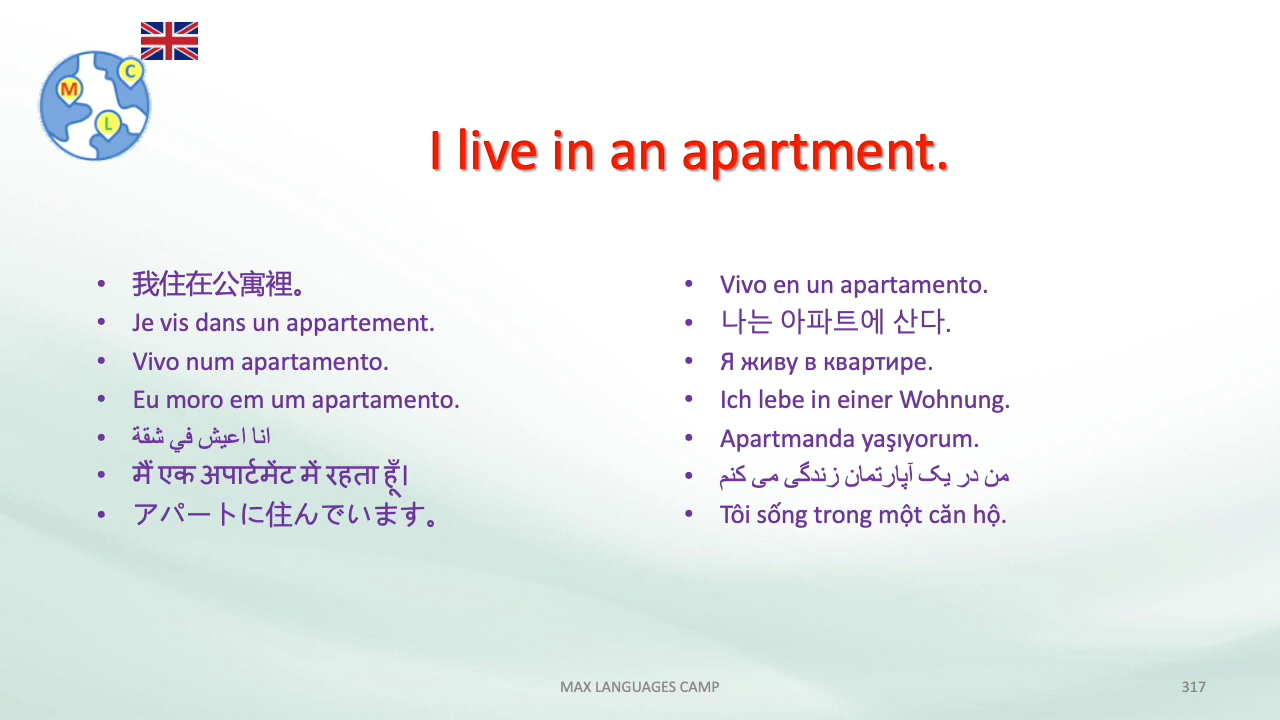 M
C
L
I live in an apartment.
• 我住在公寓裡。
• Je vis dans un appartement.
• Vivo num apartamento.
• Eu moro em um apartamento.
• انا اعيش في شقة
• मैं एक अपार्टमेंट में रहता हूँ।
• アパートに住んでいます。
• Vivo en un apartamento.
• 나는 아파트에 산다.
• Я живу в квартире.
• Ich lebe in einer Wohnung.
• Apartmanda yaşıyorum.
• من در یک آپارتمان زندگی می کنم
• Tôi sống trong một căn hộ.
MAX LANGUAGES CAMP
317